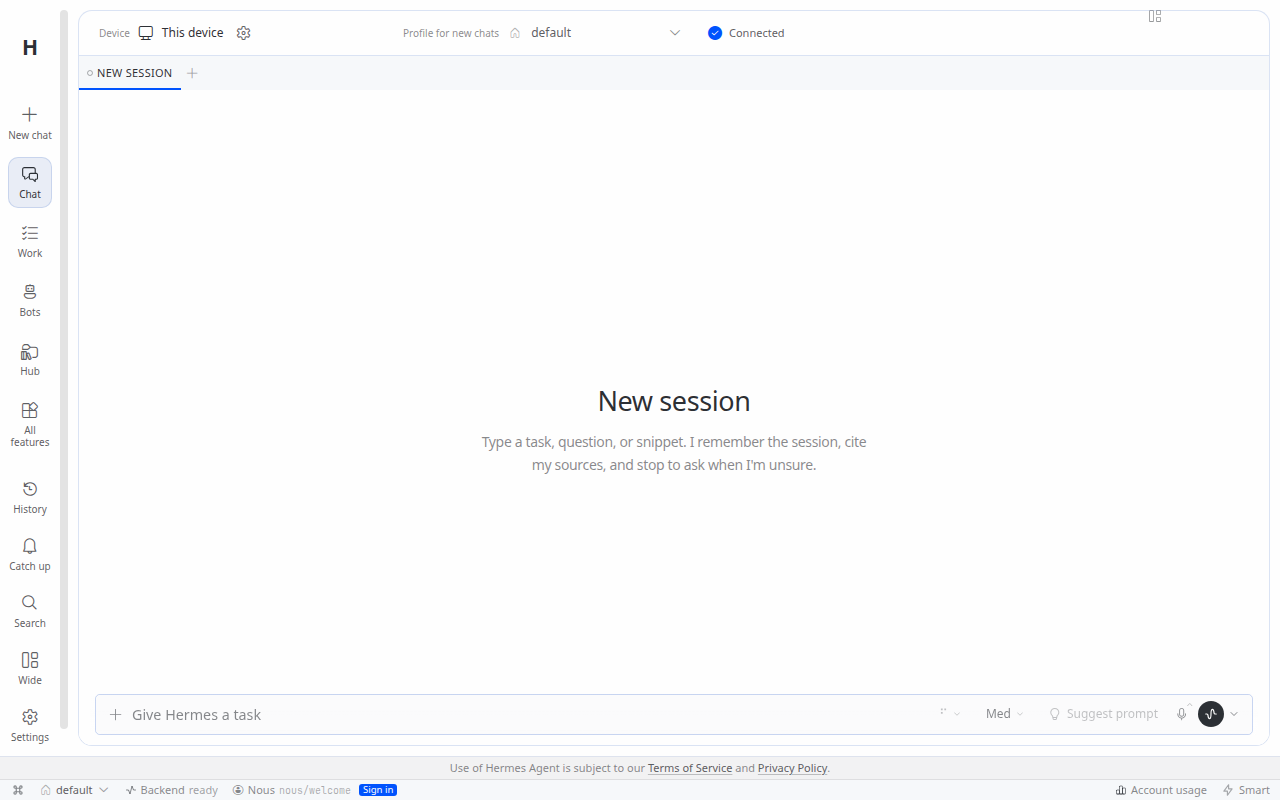 H
New chat
Chat
Work
Bots
Hub
All
features
History
Catch up
Search
Wide
Settings
Device This device
Profile for new chats default
Connected
NEW SESSION
New session
Type a task, question, or snippet. I remember the session, cite
my sources, and stop to ask when I'm unsure.
Give Hermes a task
Med
Suggest prompt
Use of Hermes Agent is subject to our Terms of Service and Privacy Policy.
default
Backend ready
Nous nous/welcome
Sign in
Account usage
Smart